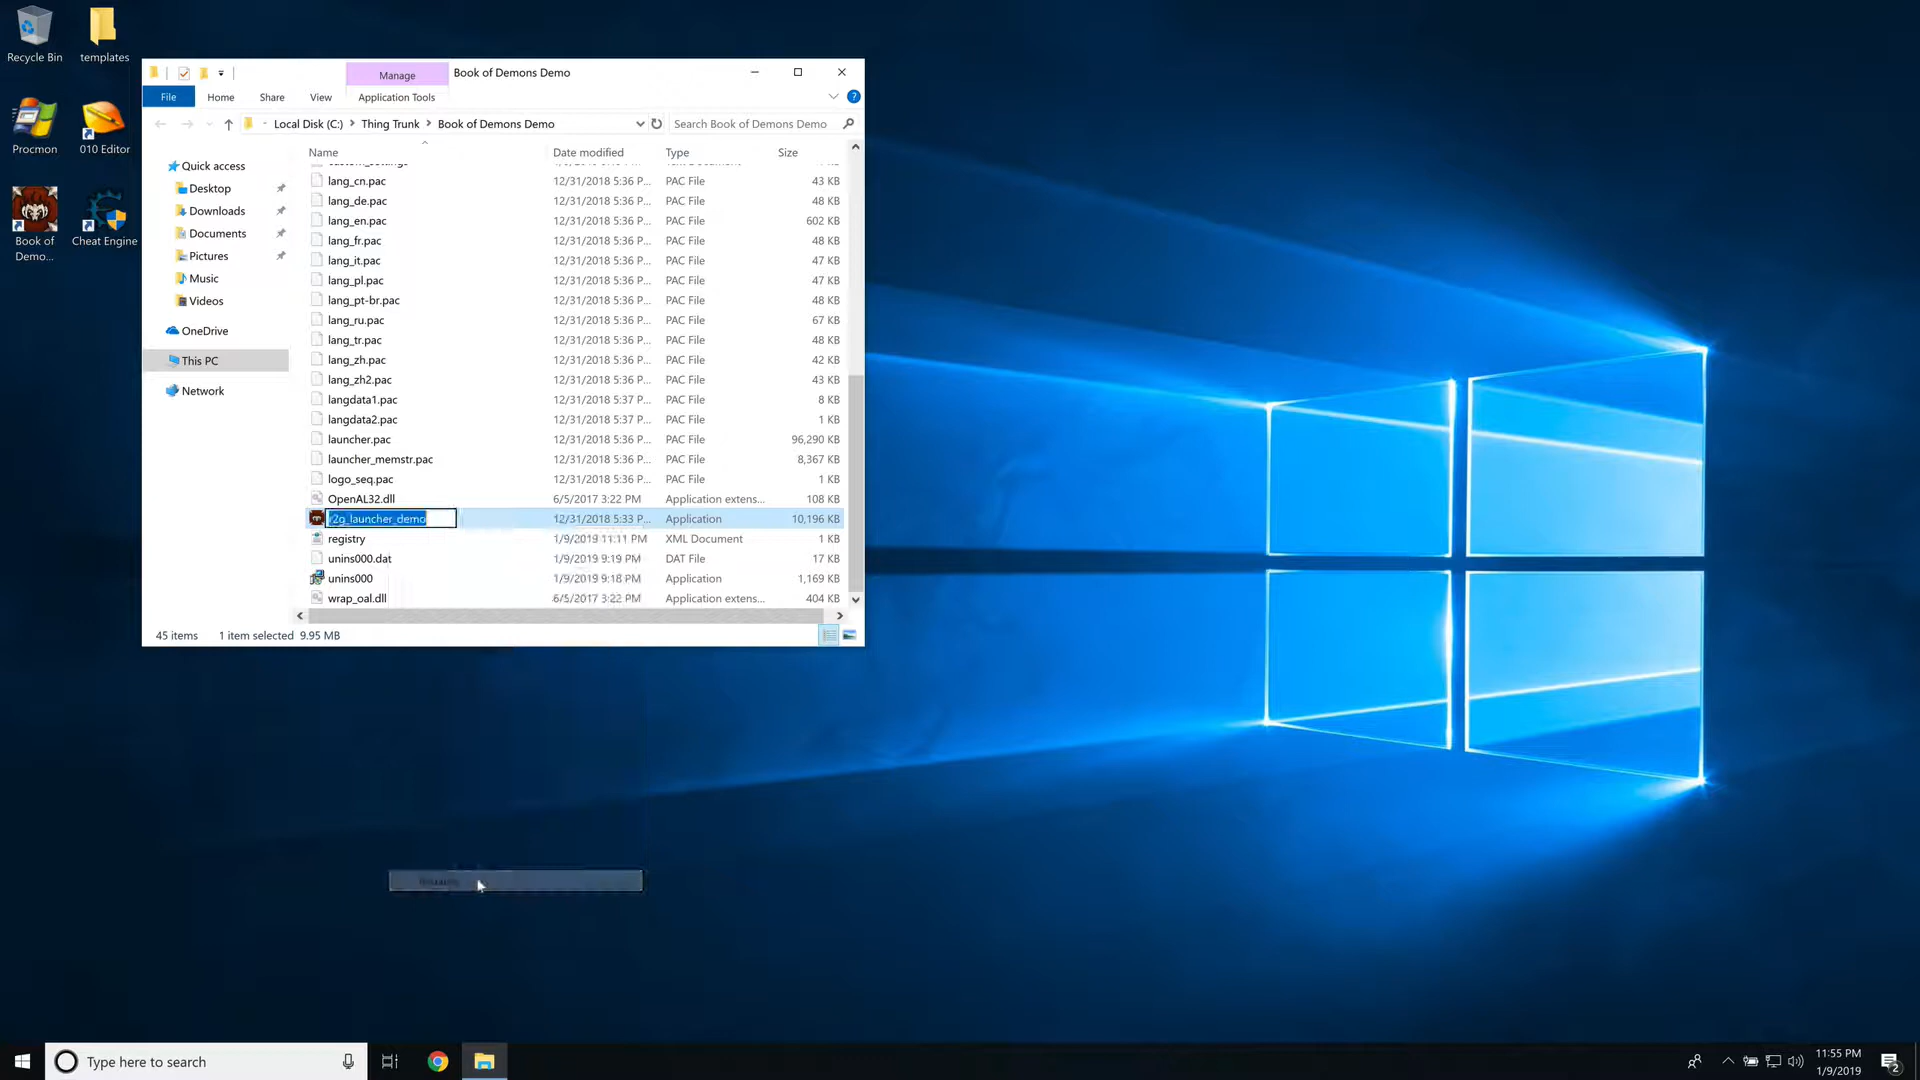 Recycle Bin
templates
Procmon
010 Editor
Book of
Demo...
Cheat Engine
Manage
Book of Demons Demo
File
Home
Share
View
Application Tools
Local Disk (C:)
Thing Trunk
Book of Demons Demo
Search Book of Demons Demo
Quick access
Desktop
Downloads
Documents
Pictures
Music
Videos
OneDrive
This PC
Network
Name Date modified Type Size
lang_cn.pac 12/31/2018 5:36 P... PAC File 43 KB
lang_de.pac 12/31/2018 5:36 P... PAC File 48 KB
lang_en.pac 12/31/2018 5:36 P... PAC File 602 KB
lang_fr.pac 12/31/2018 5:36 P... PAC File 48 KB
lang_it.pac 12/31/2018 5:36 P... PAC File 47 KB
lang_pl.pac 12/31/2018 5:36 P... PAC File 47 KB
lang_pt-br.pac 12/31/2018 5:36 P... PAC File 48 KB
lang_ru.pac 12/31/2018 5:36 P... PAC File 67 KB
lang_tr.pac 12/31/2018 5:36 P... PAC File 48 KB
lang_zh.pac 12/31/2018 5:36 P... PAC File 42 KB
lang_zh2.pac 12/31/2018 5:36 P... PAC File 43 KB
langdata1.pac 12/31/2018 5:37 P... PAC File 8 KB
langdata2.pac 12/31/2018 5:37 P... PAC File 1 KB
launcher.pac 12/31/2018 5:36 P... PAC File 96,290 KB
launcher_memstr.pac 12/31/2018 5:36 P... PAC File 8,367 KB
logo_seq.pac 12/31/2018 5:36 P... PAC File 1 KB
OpenAL32.dll 6/5/2017 3:22 PM Application extens... 108 KB
r2g_launcher_demo 12/31/2018 5:33 P... Application 10,196 KB
registry 1/9/2019 11:11 PM XML Document 1 KB
unins000.dat 1/9/2019 9:19 PM DAT File 17 KB
unins000 1/9/2019 9:18 PM Application 1,169 KB
wrap_oal.dll 6/5/2017 3:22 PM Application extens... 404 KB
45 items 1 item selected 9.95 MB
Type here to search
11:55 PM
1/9/2019
2